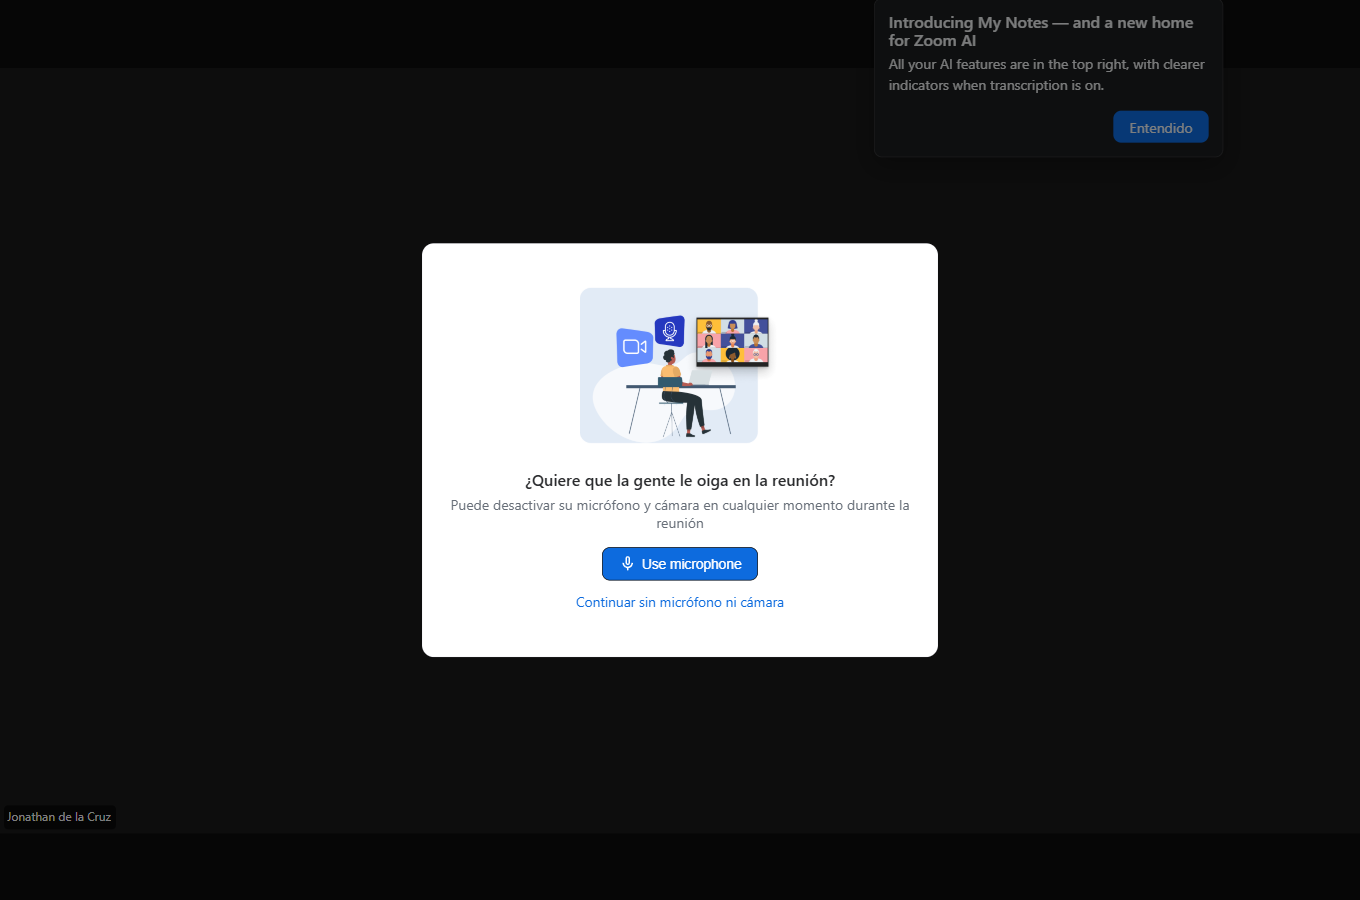 Introducing My Notes — and a new home
for Zoom AI
All your AI features are in the top right, with clearer
indicators when transcription is on.
Entendido
¿Quiere que la gente le oiga en la reunión?
Puede desactivar su micrófono y cámara en cualquier momento durante la
reunión
Use microphone
Continuar sin micrófono ni cámara
Jonathan de la Cruz